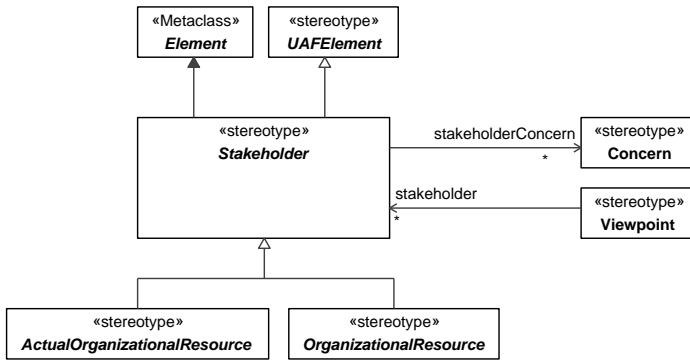 «Metaclass»
Element
«stereotype»
UAFElement
«stereotype»
Stakeholder
stakeholderConcern
*
«stereotype»
Concern
stakeholder
*
«stereotype»
Viewpoint
«stereotype»
ActualOrganizationalResource
«stereotype»
OrganizationalResource